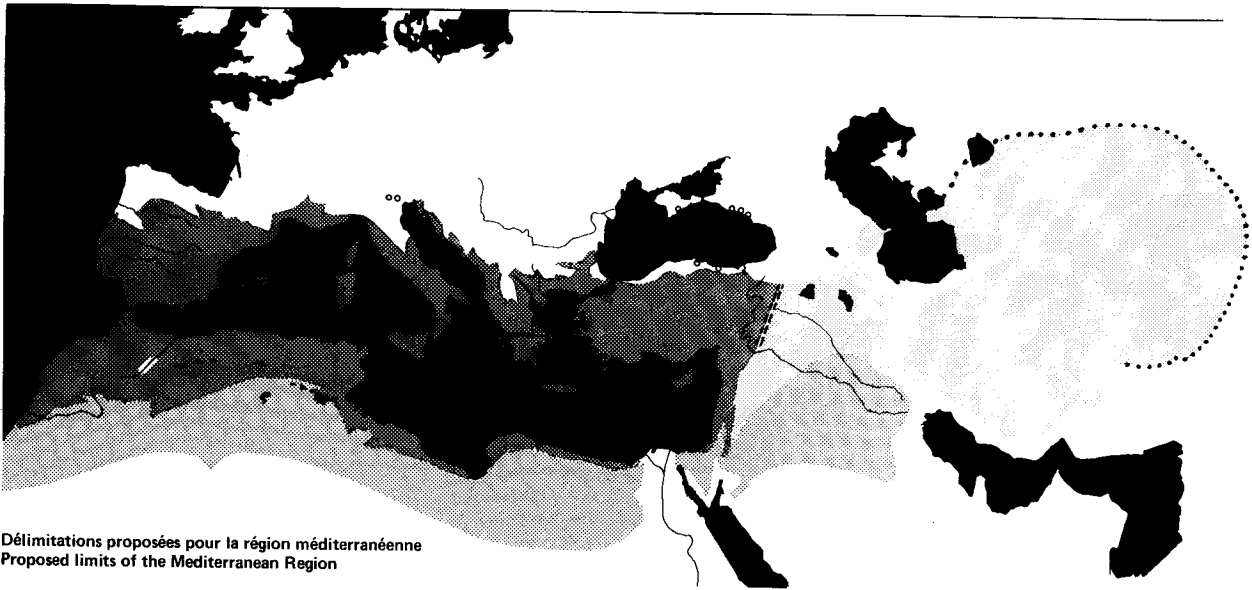 Délimitations proposées pour la région méditerranéenne
Proposed limits of the Mediterranean Region